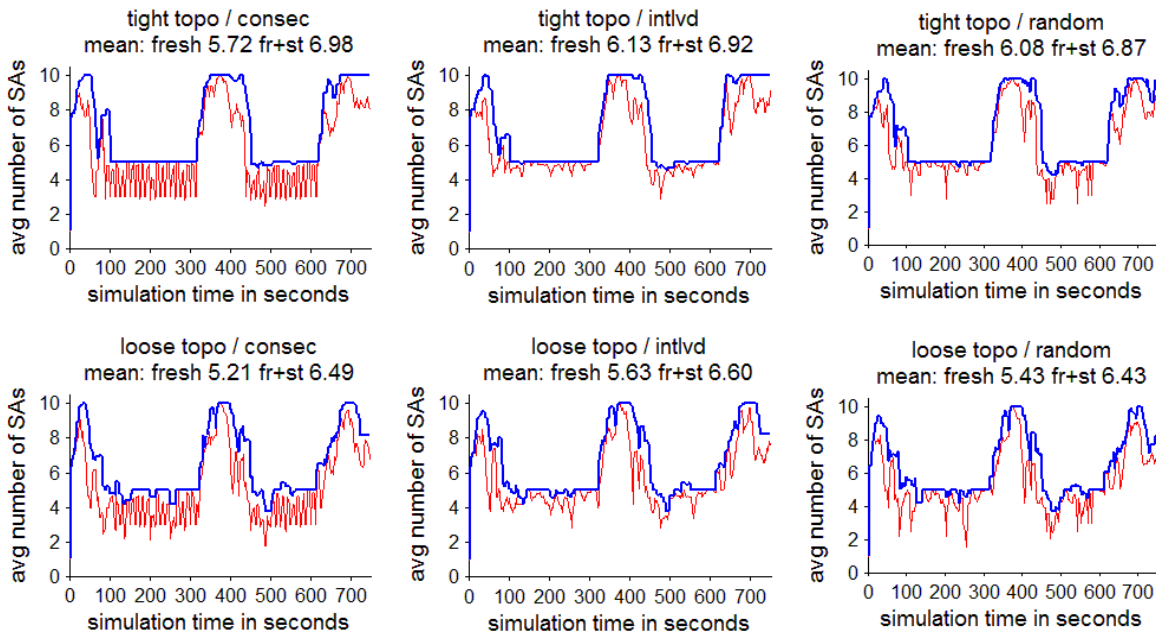 tight topo / consec
mean: fresh 5.72 fr+st 6.98
avg number of SAs
10
8
6
4
2
0
0 100 200 300 400 500 600 700
simulation time in seconds
tight topo / intlvd
mean: fresh 6.13 fr+st 6.92
avg number of SAs
10
8
6
4
2
0
0 100 200 300 400 500 600 700
simulation time in seconds
tight topo / random
mean: fresh 6.08 fr+st 6.87
avg number of SAs
10
8
6
4
2
0
0 100 200 300 400 500 600 700
simulation time in seconds
loose topo / consec
mean: fresh 5.21 fr+st 6.49
avg number of SAs
10
8
6
4
2
0
0 100 200 300 400 500 600 700
simulation time in seconds
loose topo / intlvd
mean: fresh 5.63 fr+st 6.60
avg number of SAs
10
8
6
4
2
0
0 100 200 300 400 500 600 700
simulation time in seconds
loose topo / random
mean: fresh 5.43 fr+st 6.43
avg number of SAs
10
8
6
4
2
0
0 100 200 300 400 500 600 700
simulation time in seconds